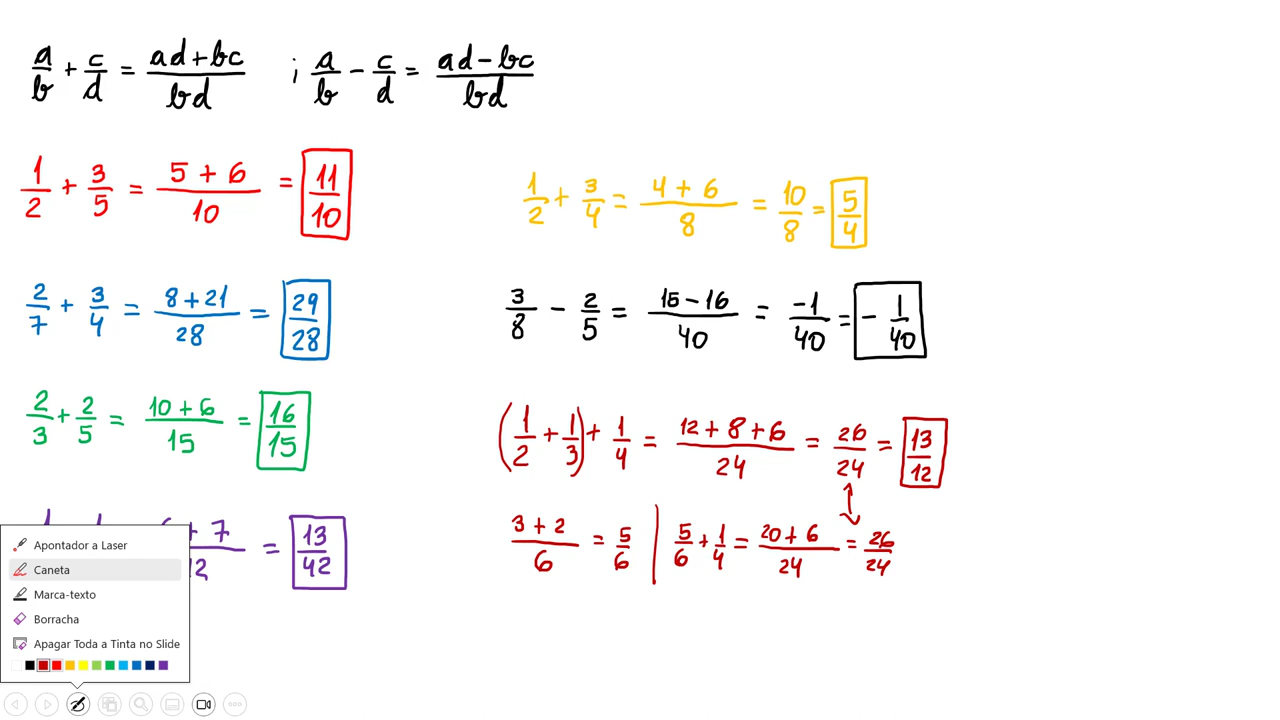 a/b + c/d = (ad+bc)/bd ; a/b - c/d = (ad-bc)/bd
1/2 + 3/5 = (5+6)/10 = 11/10
2/7 + 3/4 = (8+21)/28 = 29/28
2/3 + 2/5 = (10+6)/15 = 16/15
+ 7 = 13/42
1/2 + 3/4 = (4+6)/8 = 10/8 = 5/4
3/8 - 2/5 = (15-16)/40 = -1/40 = -1/40
(1/2 + 1/3) + 1/4 = (12+8+6)/24 = 26/24 = 13/12
(3+2)/6 = 5/6 | 5/6 + 1/4 = (20+6)/24 = 26/24
Apontador a Laser
Caneta
Marca-texto
Borracha
Apagar Toda a Tinta no Slide